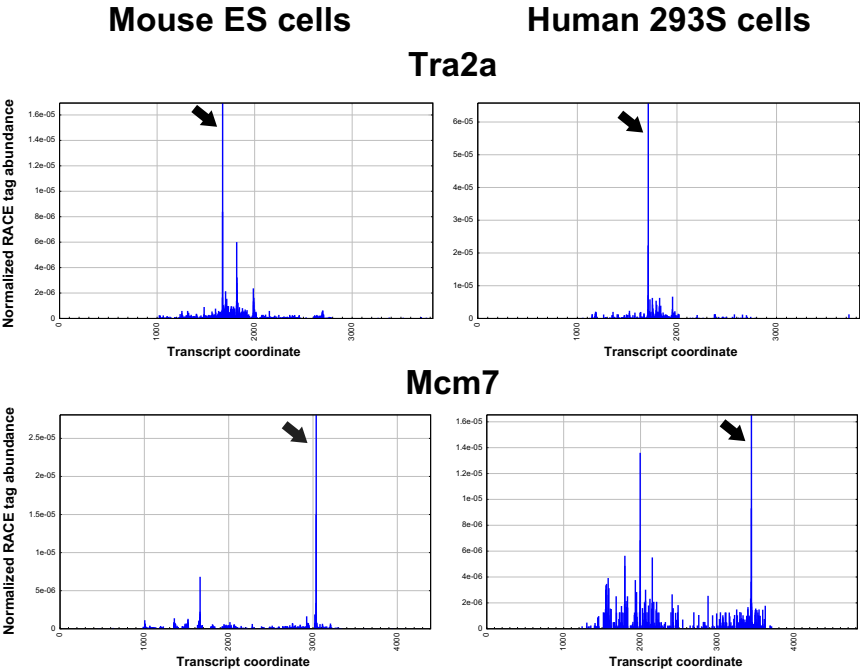 Mouse ES cells
Human 293S cells
Tra2a
Normalized RACE tag abundance
1.6e-05
1.4e-05
1.2e-05
1e-05
8e-06
6e-06
4e-06
2e-06
0
0
1000
2000
3000
Transcript coordinate
6e-05
5e-05
4e-05
3e-05
2e-05
1e-05
0
0
1000
2000
3000
Transcript coordinate
Mcm7
Normalized RACE tag abundance
2.5e-05
2e-05
1.5e-05
1e-05
5e-06
0
0
1000
2000
3000
4000
Transcript coordinate
1.6e-05
1.4e-05
1.2e-05
1e-05
8e-06
6e-06
4e-06
2e-06
0
0
1000
2000
3000
4000
Transcript coordinate